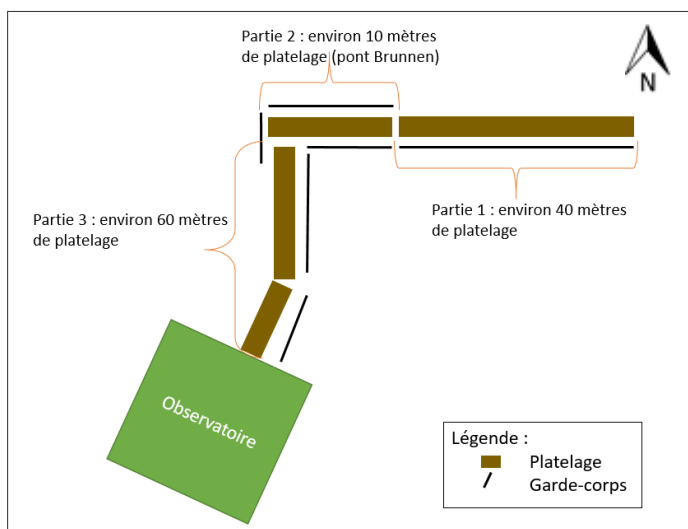 Partie 2 : environ 10 mètres
de platelage (pont Brunnen)
N
Partie 3 : environ 60 mètres
de platelage
Partie 1 : environ 40 mètres
de platelage
Observatoire
Légende :
Platelage
Garde-corps